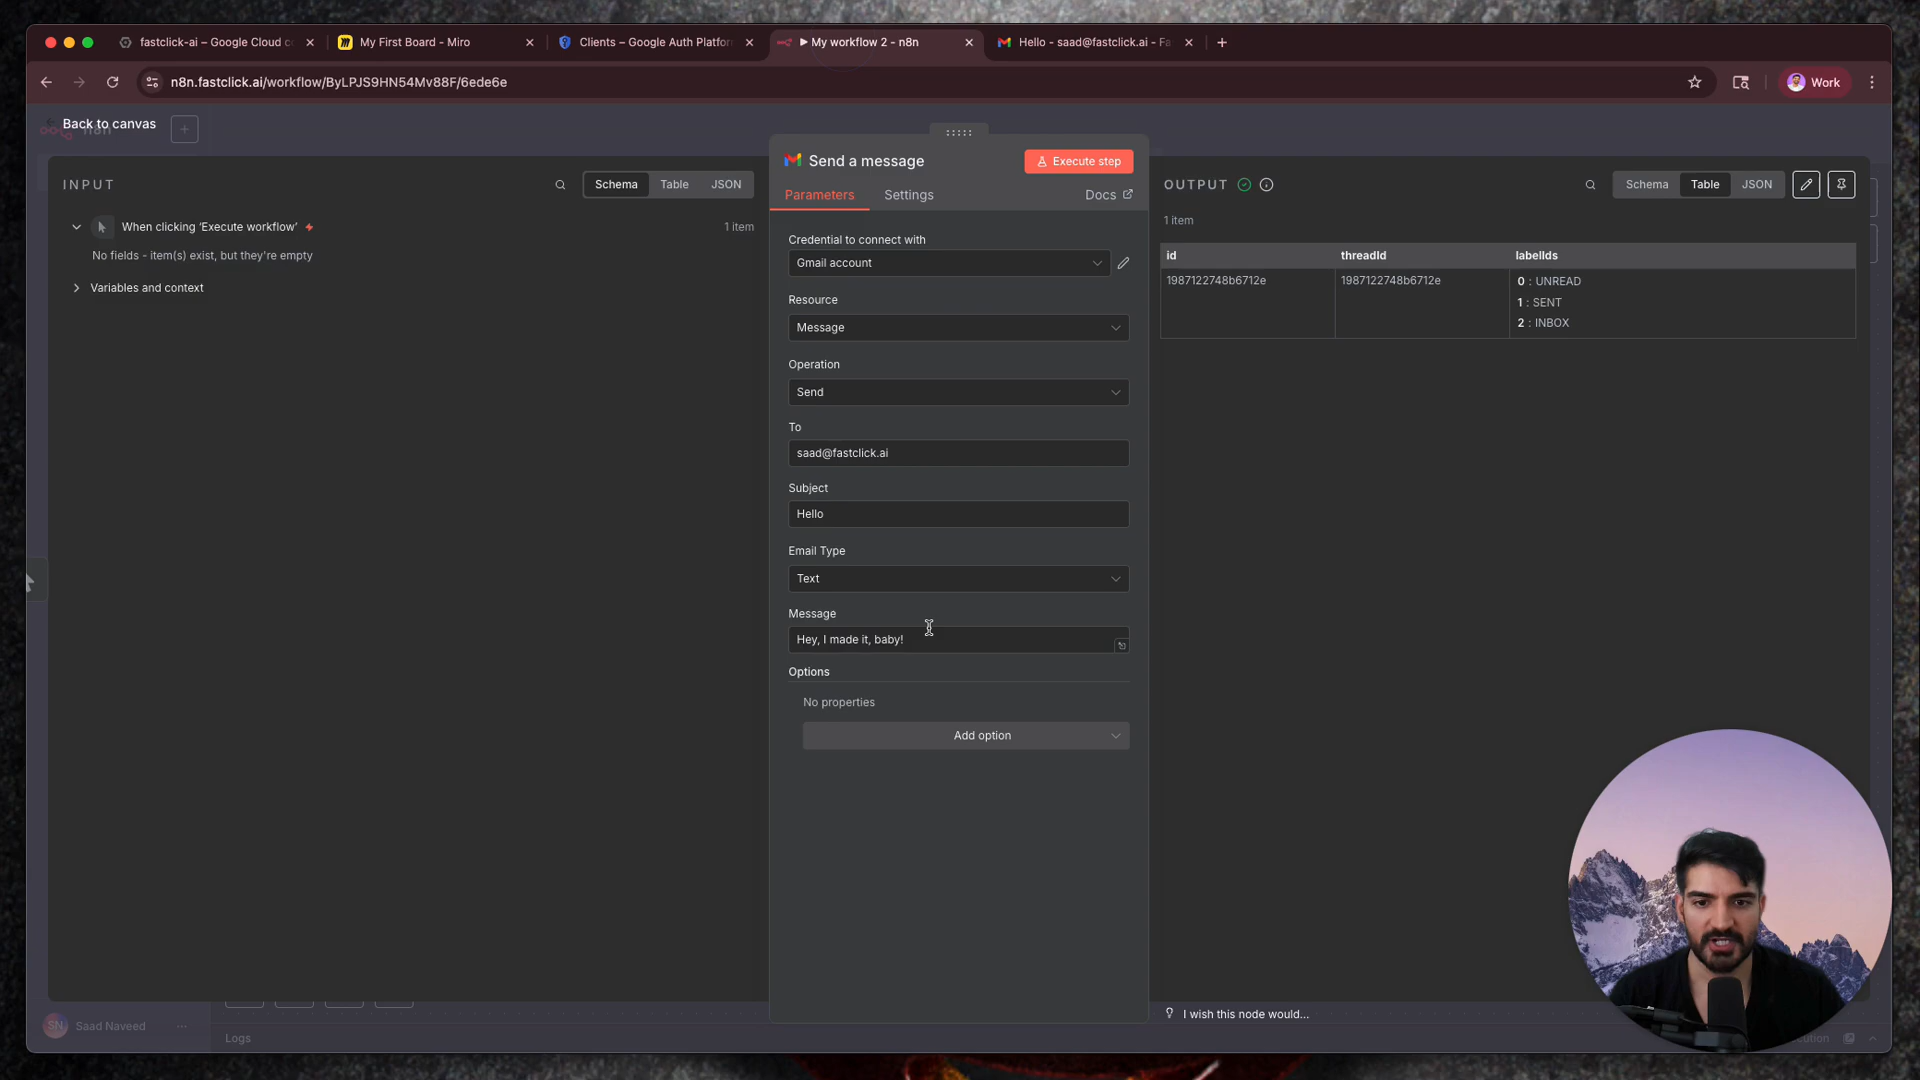 fastclick-ai – Google Cloud c
My First Board - Miro
Clients – Google Auth Platfor
My workflow 2 - n8n
Hello - saad@fastclick.ai - Fa
n8n.fastclick.ai/workflow/ByLPJS9HN54Mv88F/6ede6e
Work
Back to canvas
Send a message
Execute step
INPUT
Schema
Table
JSON
Parameters
Settings
Docs
OUTPUT
Schema
Table
JSON
When clicking ‘Execute workflow’
1 item
No fields - item(s) exist, but they're empty
Variables and context
Credential to connect with
Gmail account
Resource
Message
Operation
Send
To
saad@fastclick.ai
Subject
Hello
Email Type
Text
Message
Hey, I made it, baby!
Options
No properties
Add option
1 item
id
threadId
labelIds
1987122748b6712e
1987122748b6712e
0 : UNREAD
1 : SENT
2 : INBOX
I wish this node would...
SN
Saad Naveed
Logs